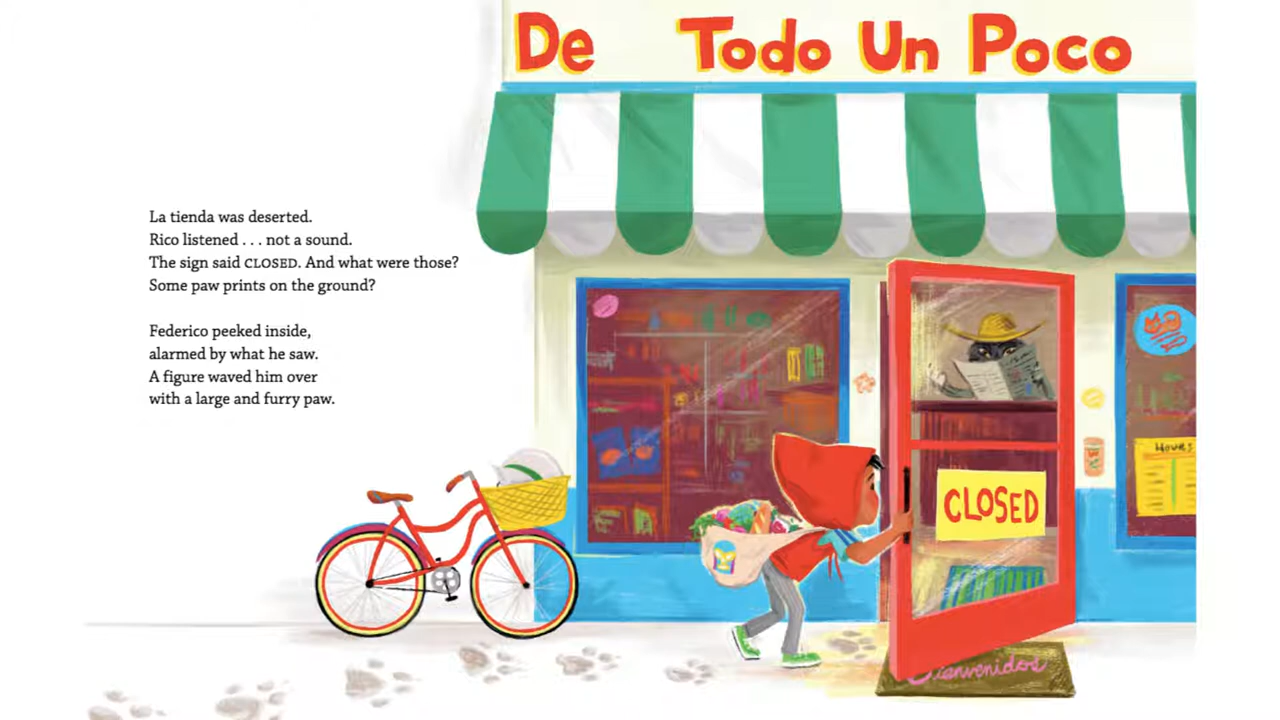 De Todo Un Poco
La tienda was deserted.
Rico listened . . . not a sound.
The sign said CLOSED. And what were those?
Some paw prints on the ground?
Federico peeked inside,
alarmed by what he saw.
A figure waved him over
with a large and furry paw.
HOURS
CLOSED
Bienvenidos